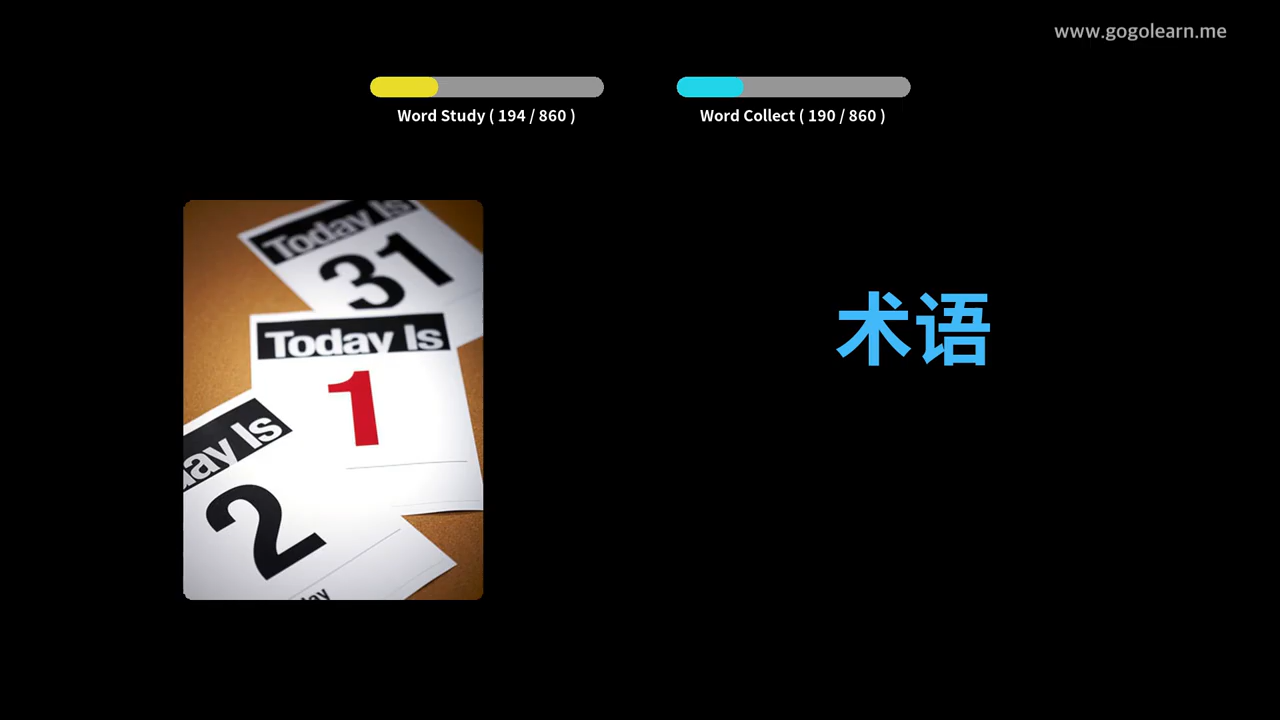 www.gogolearn.me
Word Study ( 194 / 860 )
Word Collect ( 190 / 860 )
Today Is
31
Today Is
1
ay Is
2
ay
术语